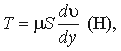 T = μS dυ/dy (H),